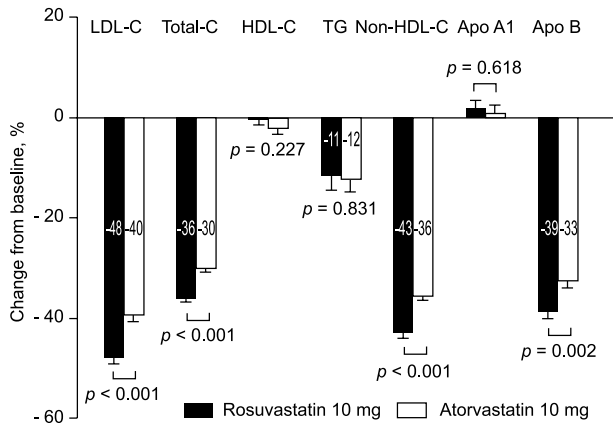 LDL-C Total-C HDL-C TG Non-HDL-C Apo A1 Apo B
20
p = 0.618
0
p = 0.227
-11 -12
p = 0.831
- 20
-48 -40 -36 -30 -43 -36 -39 -33
p < 0.001
- 40
p < 0.001 p < 0.001 p = 0.002
- 60
Rosuvastatin 10 mg Atorvastatin 10 mg
Change from baseline, %